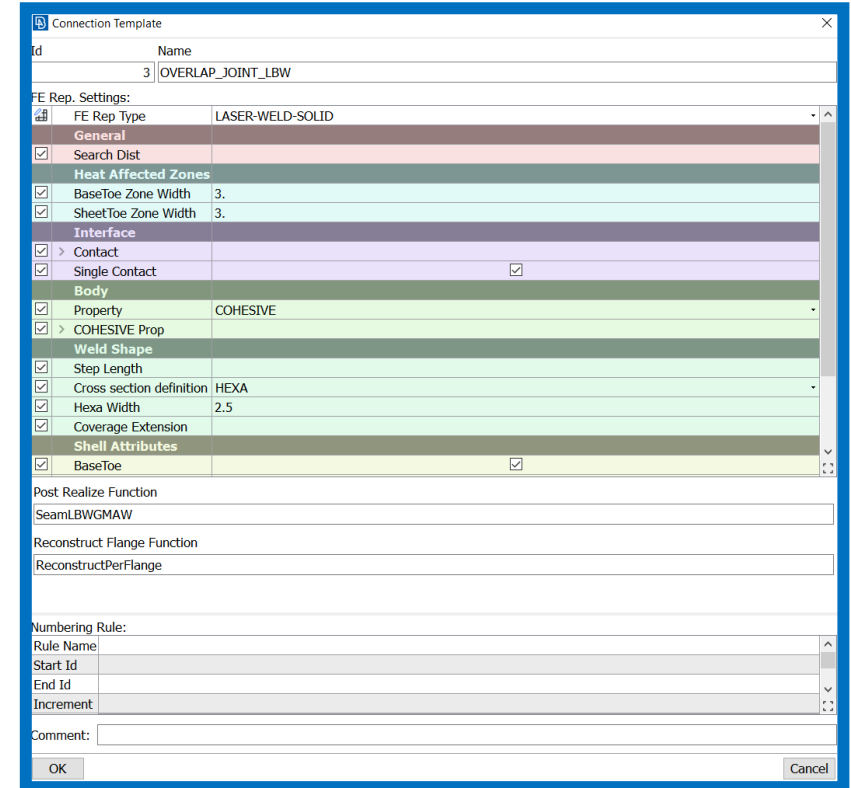 Connection Template
Id Name
3 OVERLAP_JOINT_LBW
FE Rep. Settings:
FE Rep Type LASER-WELD-SOLID
General
Search Dist
Heat Affected Zones
BaseToe Zone Width 3.
SheetToe Zone Width 3.
Interface
Contact
Single Contact
Body
Property COHESIVE
COHESIVE Prop
Weld Shape
Step Length
Cross section definition HEXA
Hexa Width 2.5
Coverage Extension
Shell Attributes
BaseToe
Post Realize Function
SeamLBWGMAW
Reconstruct Flange Function
ReconstructPerFlange
Numbering Rule:
Rule Name
Start Id
End Id
Increment
Comment:
OK Cancel